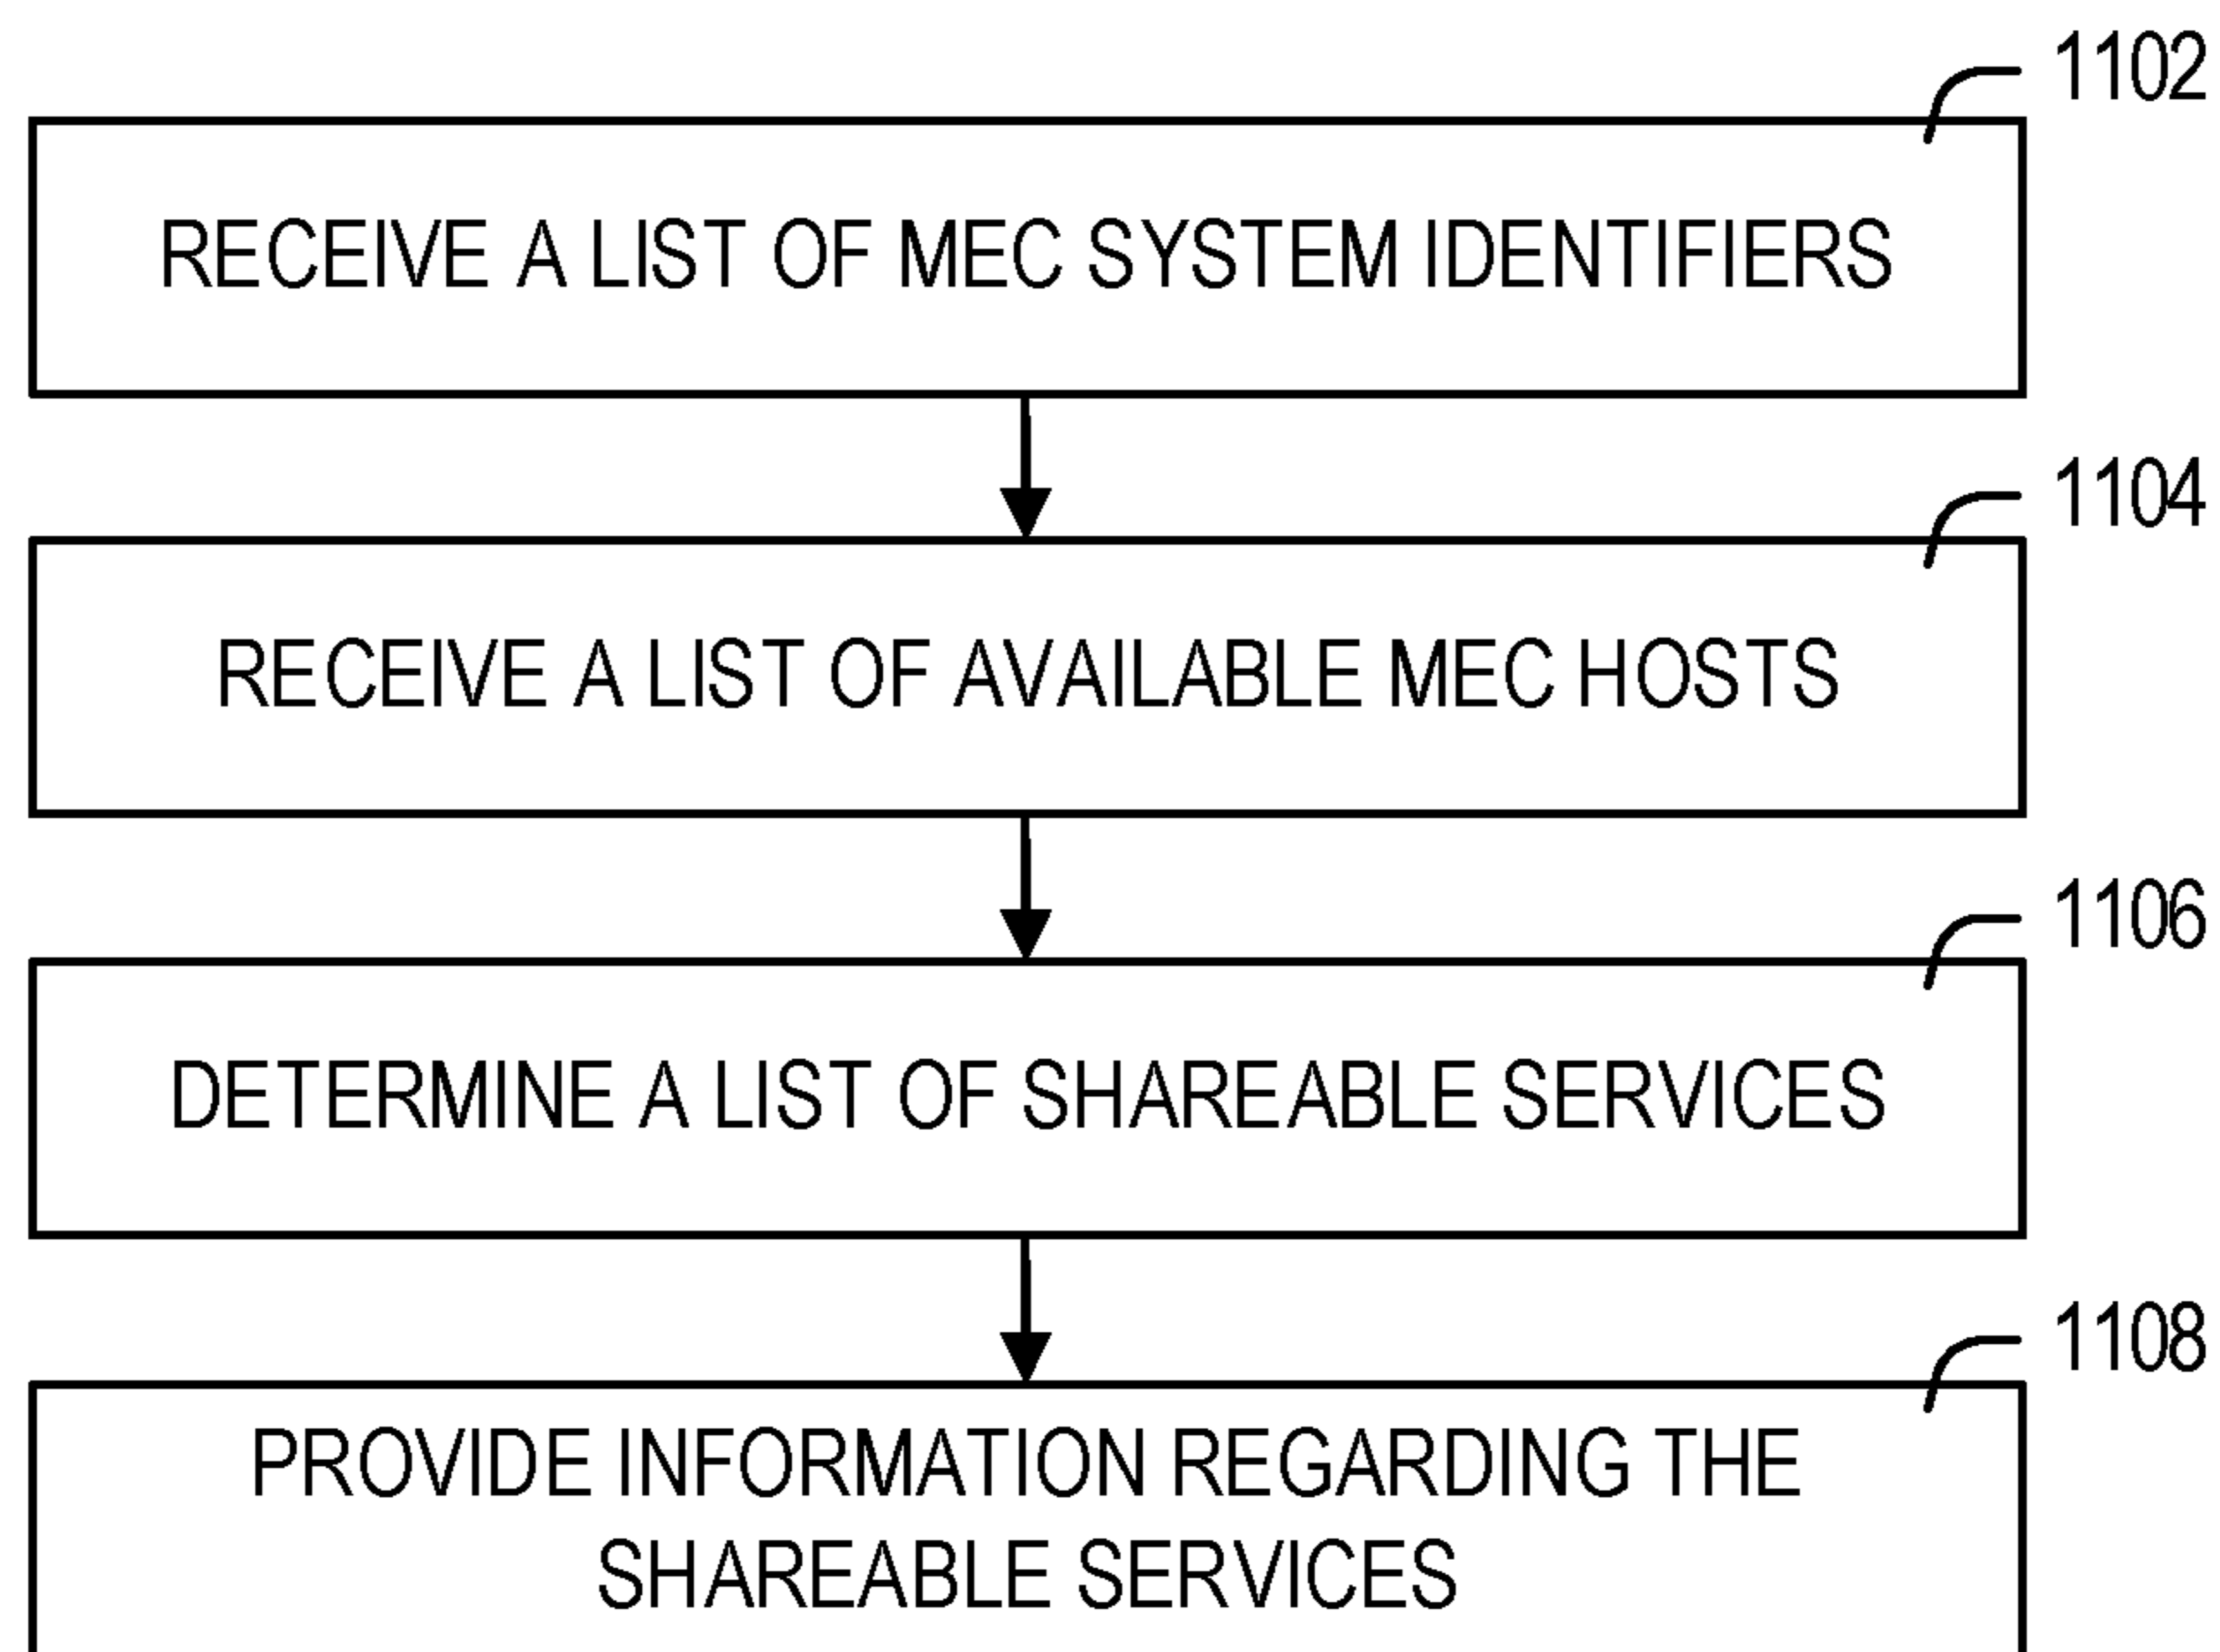 1102
RECEIVE A LIST OF MEC SYSTEM IDENTIFIERS
1104
RECEIVE A LIST OF AVAILABLE MEC HOSTS
1106
DETERMINE A LIST OF SHAREABLE SERVICES
1108
PROVIDE INFORMATION REGARDING THE
SHAREABLE SERVICES